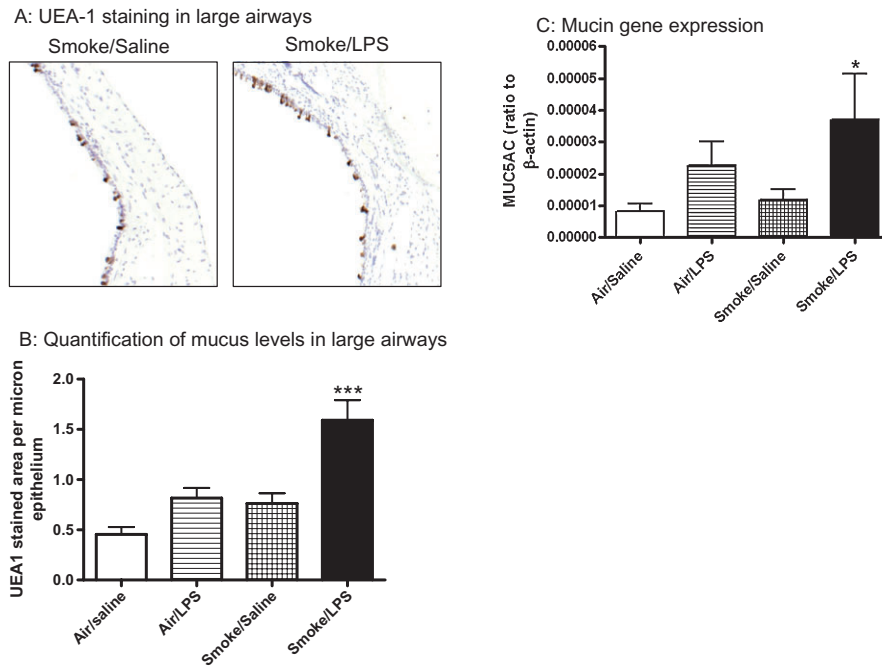 A: UEA-1 staining in large airways
Smoke/Saline
Smoke/LPS
B: Quantification of mucus levels in large airways
UEA1 stained area per micron
epithelium
2.0
1.5
1.0
0.5
0.0
***
Air/saline
Air/LPS
Smoke/Saline
Smoke/LPS
C: Mucin gene expression
MUC5AC (ratio to
β-actin)
0.00006
0.00005
0.00004
0.00003
0.00002
0.00001
0.00000
*
Air/Saline
Air/LPS
Smoke/Saline
Smoke/LPS